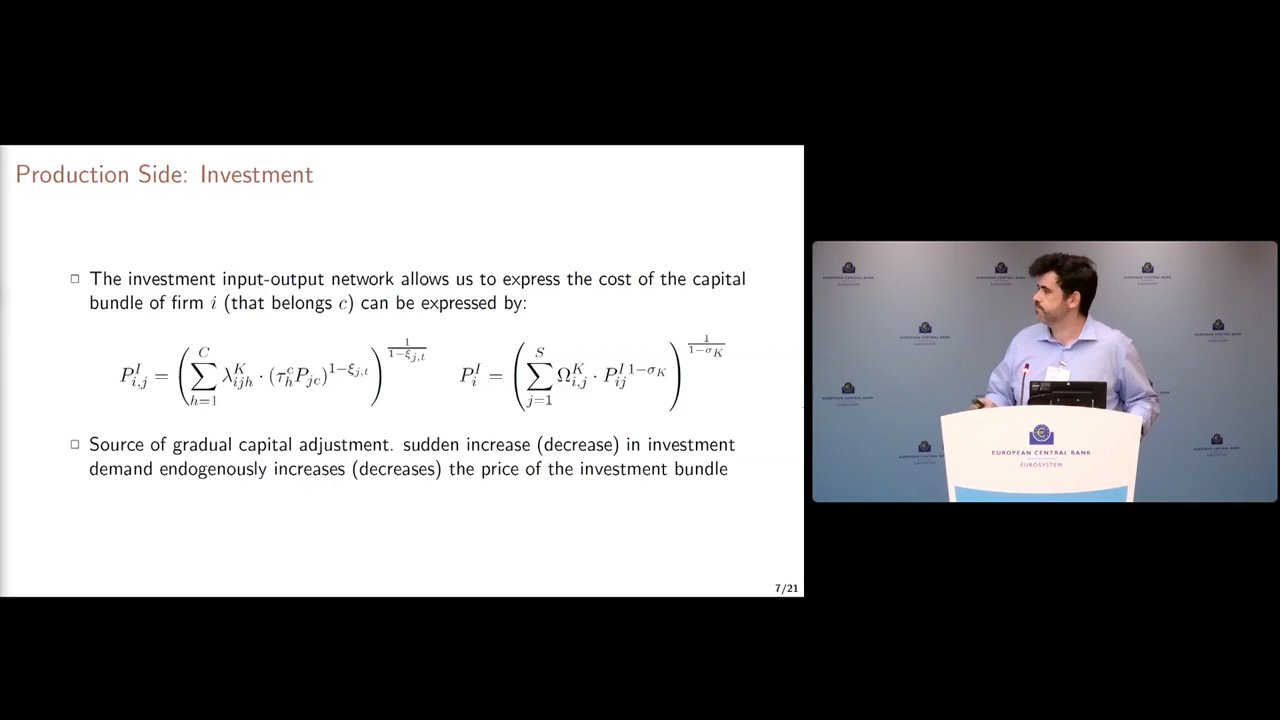 Production Side: Investment
□ The investment input-output network allows us to express the cost of the capital
bundle of firm i (that belongs c) can be expressed by:
P^I_{i,j} = ( ∑_{h=1}^{C} λ^K_{ijh} · (τ^c_h P_{jc})^{1−ξ_{j,t}} )^{1/(1−ξ_{j,t})}    P^I_i = ( ∑_{j=1}^{S} Ω^K_{i,j} · P^{I 1−σ_K}_{ij} )^{1/(1−σ_K)}
□ Source of gradual capital adjustment. sudden increase (decrease) in investment
demand endogenously increases (decreases) the price of the investment bundle
7/21
EUROPEAN CENTRAL BANK
EUROSYSTEM